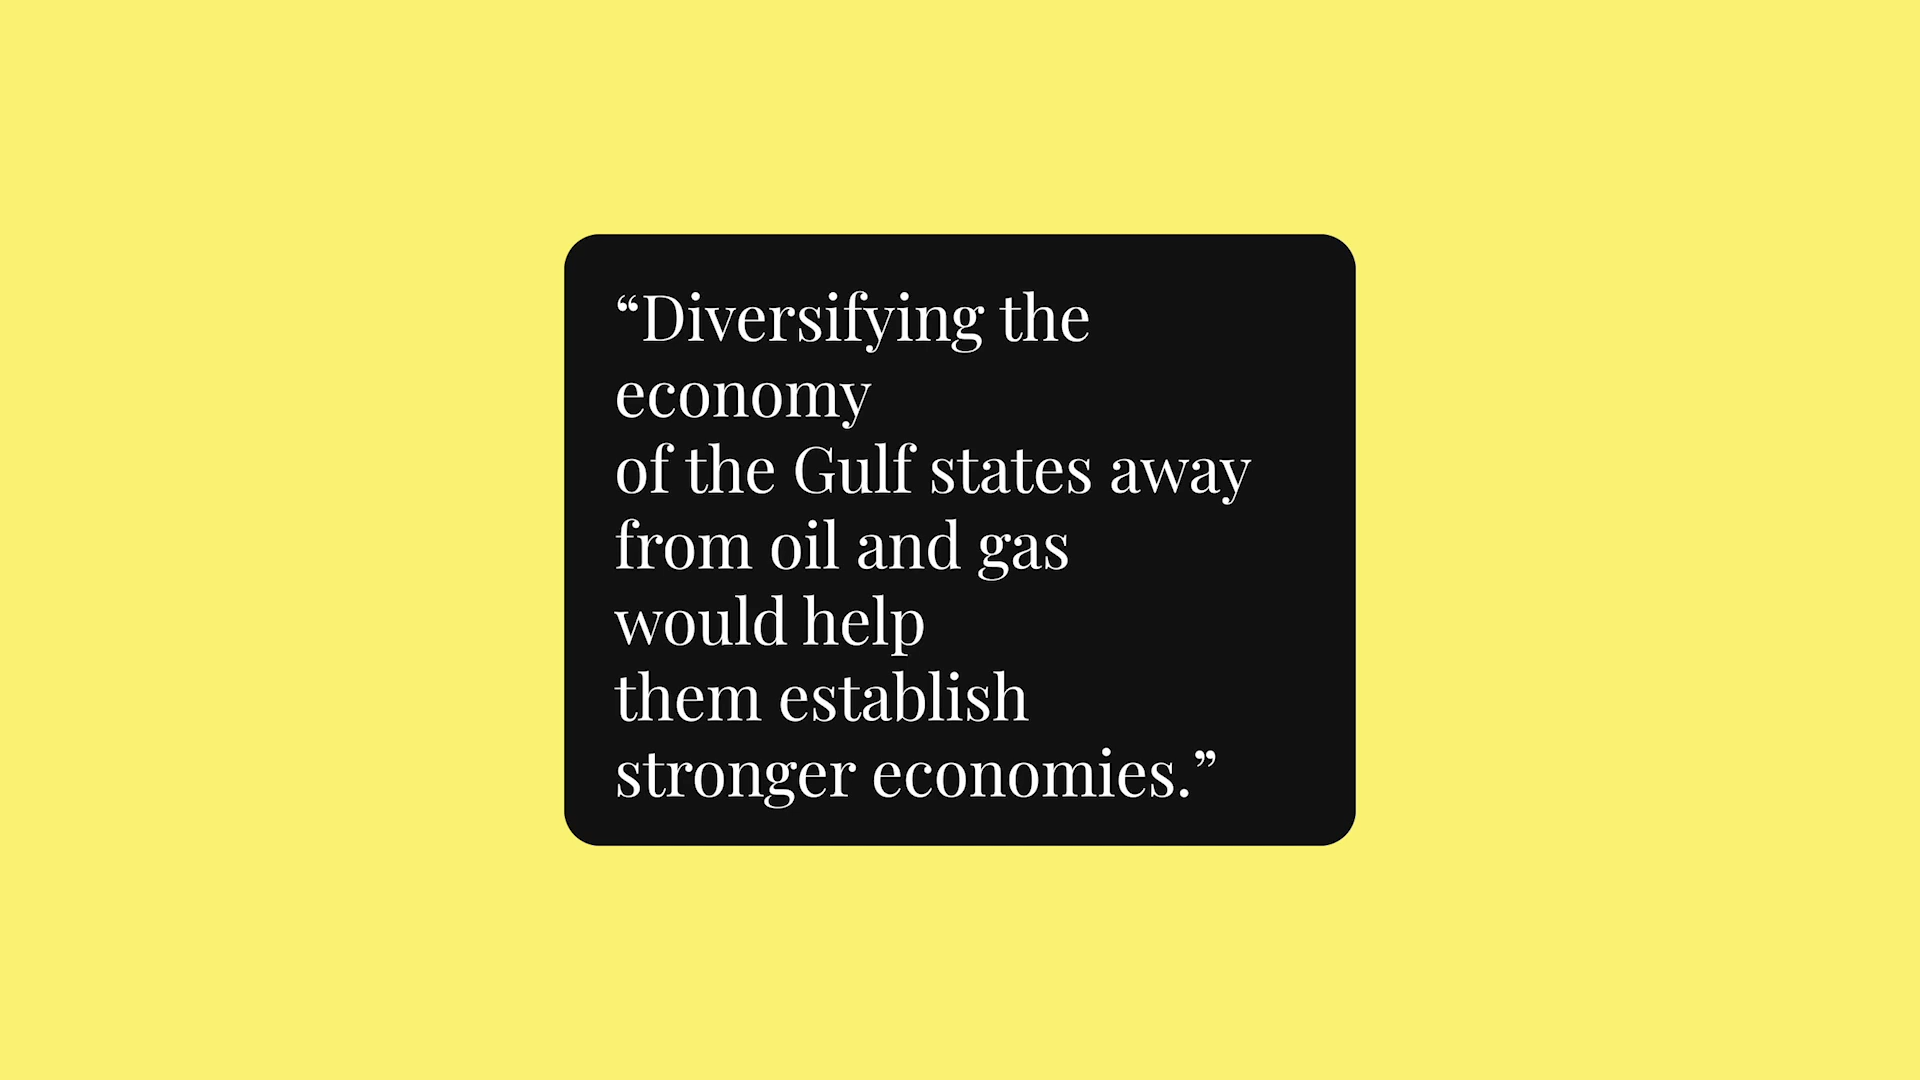 “Diversifying the
economy
of the Gulf states away
from oil and gas
would help
them establish
stronger economies.”